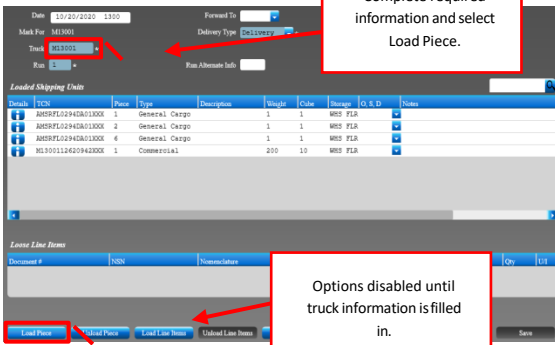 Complete required
information and select
Load Piece.
Date 10/20/2020 1300 Forward To
Mark For M13001 Delivery Type Delivery
Truck M13001 *
Run 1 * Run Alternate Info
Loaded Shipping Units
Details TCN Piece Type Description Weight Cube Storage O, S, D Notes
AMSRFL0294DA01XXX 1 General Cargo 1 1 WHS FLR
AMSRFL0294DA01XXX 2 General Cargo 1 1 WHS FLR
AMSRFL0294DA01XXX 6 General Cargo 1 1 WHS FLR
M1300112620942XXX 1 Commercial 200 10 WHS FLR
Loose Line Items
Document # NSN Nomenclature Qty U/I
Options disabled until
truck information is filled
in.
Load Piece Unload Piece Load Line Items Unload Line Items Save